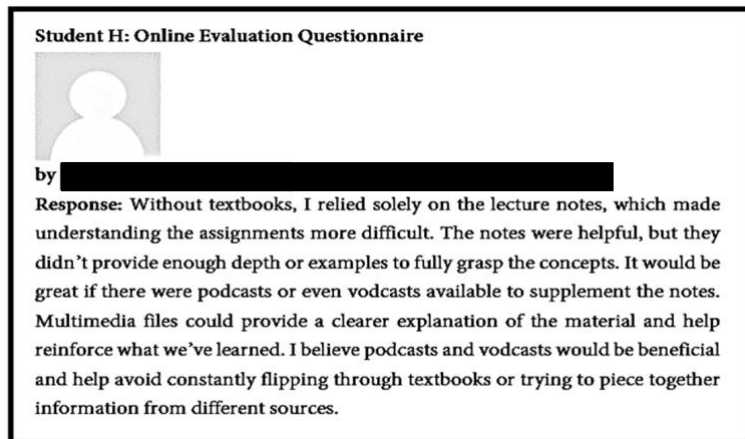 Student H: Online Evaluation Questionnaire
by
Response: Without textbooks, I relied solely on the lecture notes, which made
understanding the assignments more difficult. The notes were helpful, but they
didn’t provide enough depth or examples to fully grasp the concepts. It would be
great if there were podcasts or even vodcasts available to supplement the notes.
Multimedia files could provide a clearer explanation of the material and help
reinforce what we’ve learned. I believe podcasts and vodcasts would be beneficial
and help avoid constantly flipping through textbooks or trying to piece together
information from different sources.